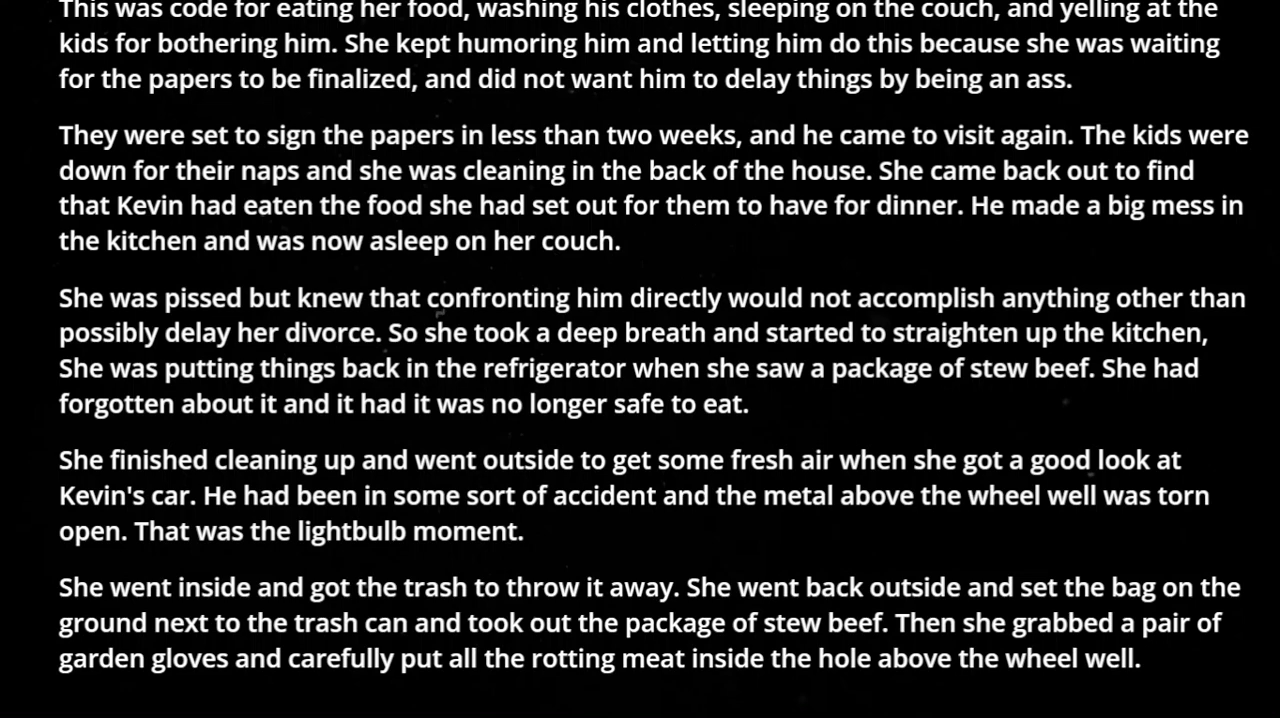 This was code for eating her food, washing his clothes, sleeping on the couch, and yelling at the
kids for bothering him. She kept humoring him and letting him do this because she was waiting
for the papers to be finalized, and did not want him to delay things by being an ass.
They were set to sign the papers in less than two weeks, and he came to visit again. The kids were
down for their naps and she was cleaning in the back of the house. She came back out to find
that Kevin had eaten the food she had set out for them to have for dinner. He made a big mess in
the kitchen and was now asleep on her couch.
She was pissed but knew that confronting him directly would not accomplish anything other than
possibly delay her divorce. So she took a deep breath and started to straighten up the kitchen,
She was putting things back in the refrigerator when she saw a package of stew beef. She had
forgotten about it and it had it was no longer safe to eat.
She finished cleaning up and went outside to get some fresh air when she got a good look at
Kevin's car. He had been in some sort of accident and the metal above the wheel well was torn
open. That was the lightbulb moment.
She went inside and got the trash to throw it away. She went back outside and set the bag on the
ground next to the trash can and took out the package of stew beef. Then she grabbed a pair of
garden gloves and carefully put all the rotting meat inside the hole above the wheel well.